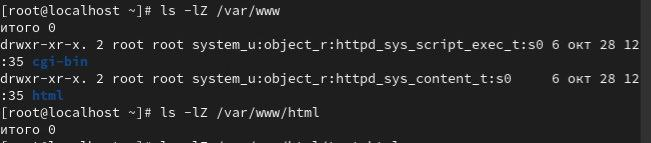 [root@localhost ~]# ls -lZ /var/www
итого 0
drwxr-xr-x. 2 root root system_u:object_r:httpd_sys_script_exec_t:s0 6 окт 28 12
:35 cgi-bin
drwxr-xr-x. 2 root root system_u:object_r:httpd_sys_content_t:s0     6 окт 28 12
:35 html
[root@localhost ~]# ls -lZ /var/www/html
итого 0